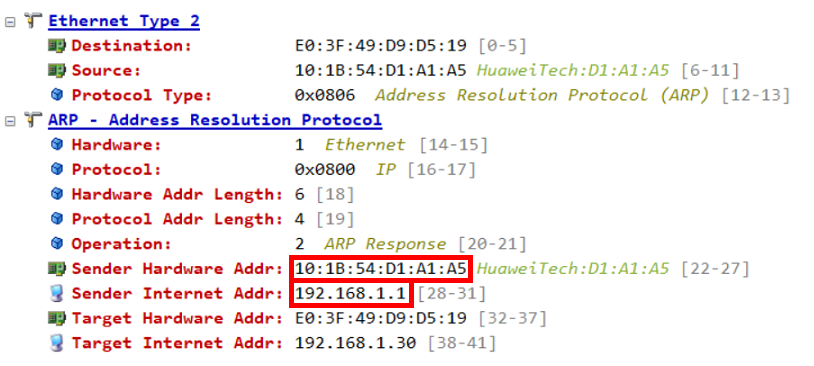 Ethernet Type 2
Destination: E0:3F:49:D9:D5:19 [0-5]
Source: 10:1B:54:D1:A1:A5 HuaweiTech:D1:A1:A5 [6-11]
Protocol Type: 0x0806 Address Resolution Protocol (ARP) [12-13]
ARP - Address Resolution Protocol
Hardware: 1 Ethernet [14-15]
Protocol: 0x0800 IP [16-17]
Hardware Addr Length: 6 [18]
Protocol Addr Length: 4 [19]
Operation: 2 ARP Response [20-21]
Sender Hardware Addr: 10:1B:54:D1:A1:A5 HuaweiTech:D1:A1:A5 [22-27]
Sender Internet Addr: 192.168.1.1 [28-31]
Target Hardware Addr: E0:3F:49:D9:D5:19 [32-37]
Target Internet Addr: 192.168.1.30 [38-41]